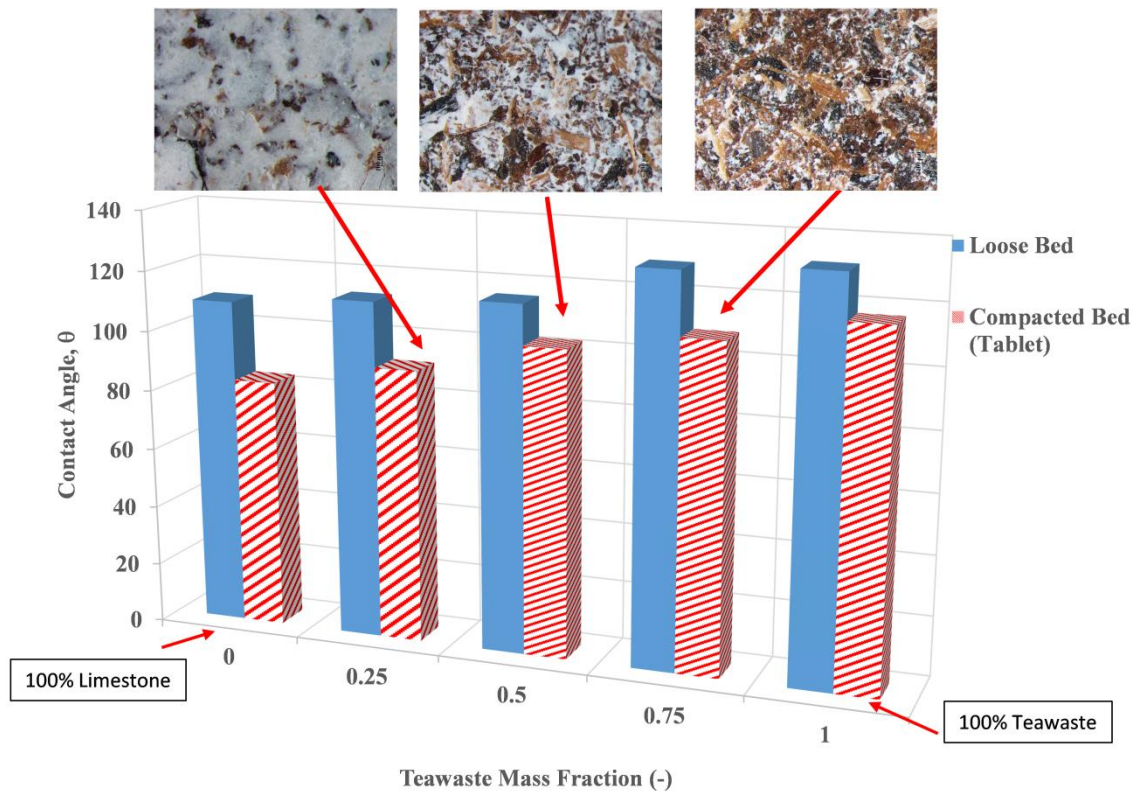 140
120
100
80
60
40
20
0
Contact Angle, θ
Loose Bed
Compacted Bed
(Tablet)
0
0.25
0.5
0.75
1
100% Limestone
100% Teawaste
Teawaste Mass Fraction (-)